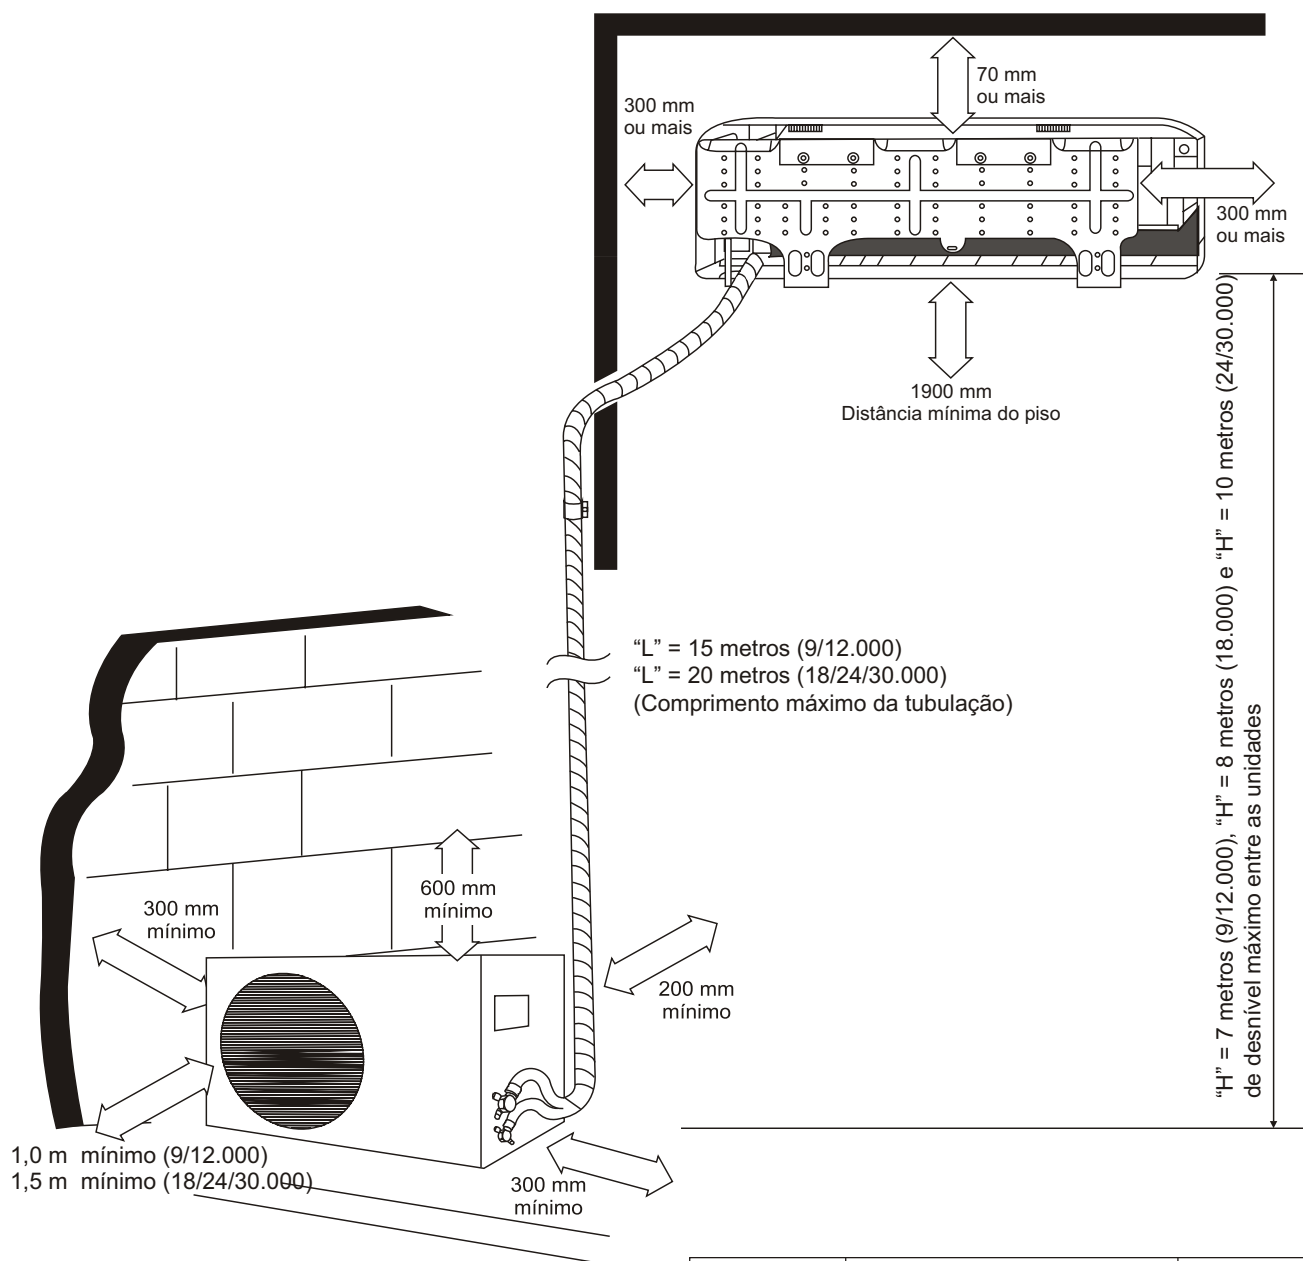 70 mm
ou mais
300 mm
ou mais
300 mm
ou mais
1900 mm
Distância mínima do piso
“H” = 7 metros (9/12.000), “H” = 8 metros (18.000) e “H” = 10 metros (24/30.000)
de desnível máximo entre as unidades
“L” = 15 metros (9/12.000)
“L” = 20 metros (18/24/30.000)
(Comprimento máximo da tubulação)
600 mm
mínimo
300 mm
mínimo
200 mm
mínimo
1,0 m mínimo (9/12.000)
1,5 m mínimo (18/24/30.000)
300 mm
mínimo